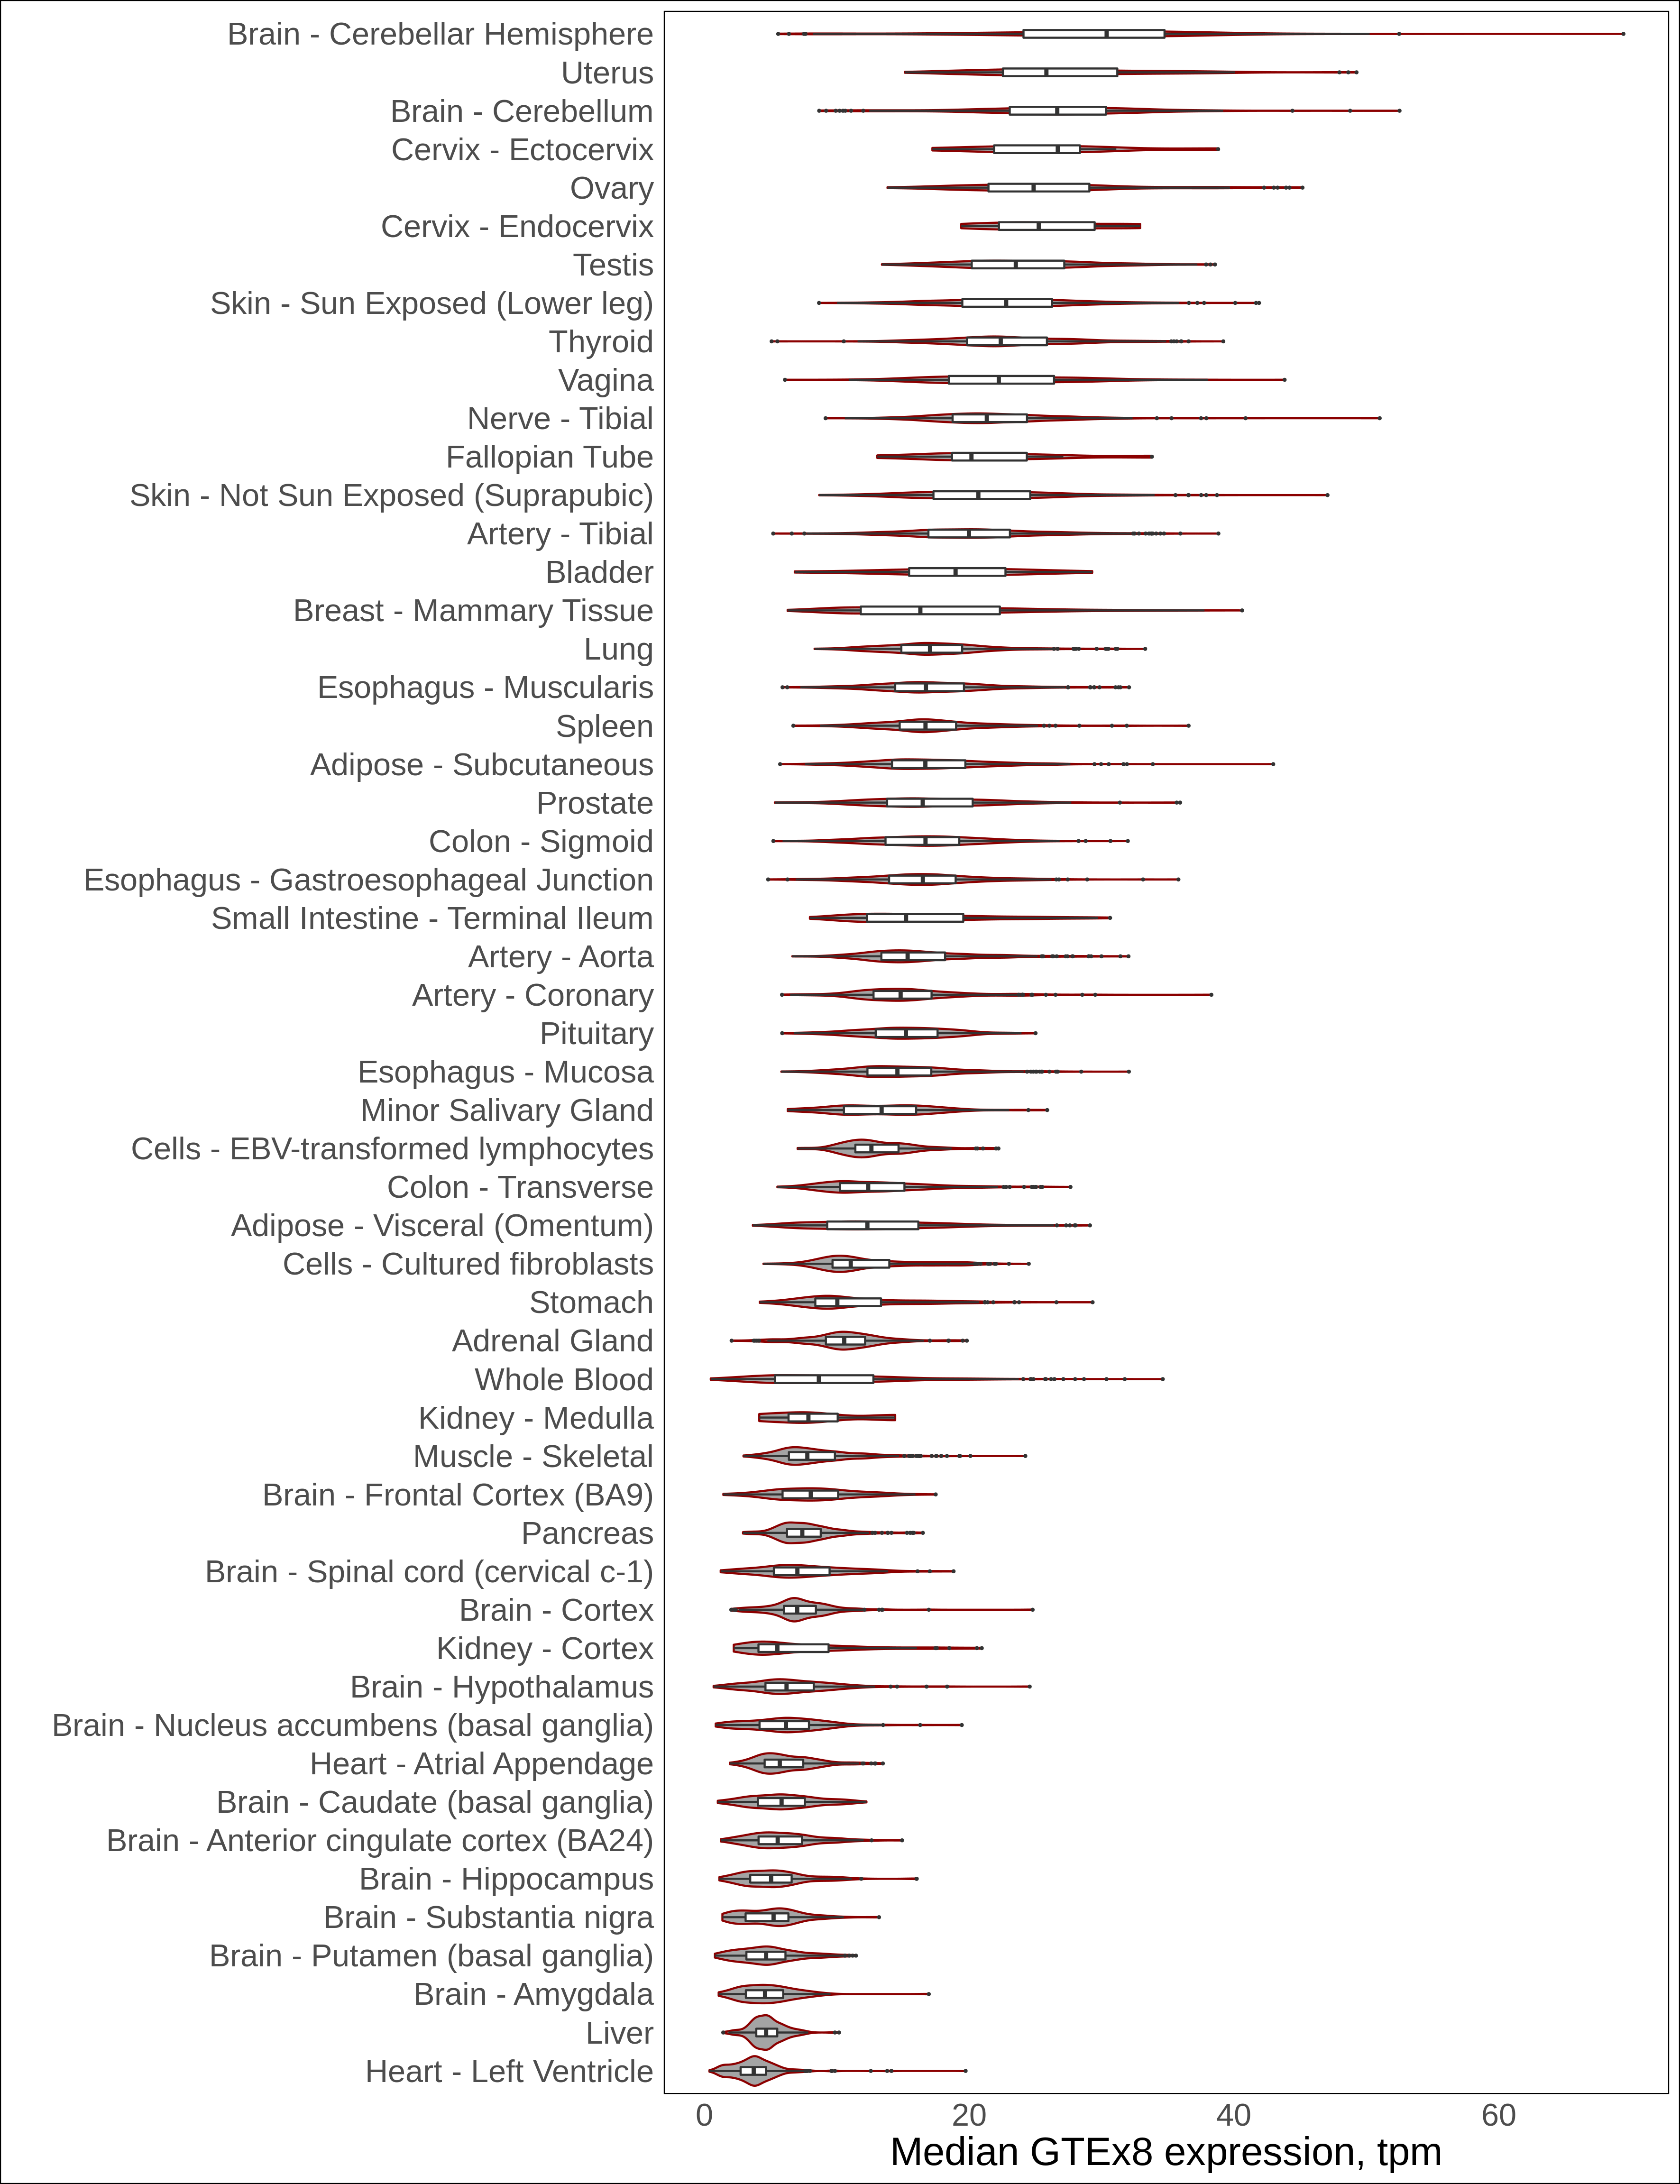 Brain - Cerebellar Hemisphere
Uterus
Brain - Cerebellum
Cervix - Ectocervix
Ovary
Cervix - Endocervix
Testis
Skin - Sun Exposed (Lower leg)
Thyroid
Vagina
Nerve - Tibial
Fallopian Tube
Skin - Not Sun Exposed (Suprapubic)
Artery - Tibial
Bladder
Breast - Mammary Tissue
Lung
Esophagus - Muscularis
Spleen
Adipose - Subcutaneous
Prostate
Colon - Sigmoid
Esophagus - Gastroesophageal Junction
Small Intestine - Terminal Ileum
Artery - Aorta
Artery - Coronary
Pituitary
Esophagus - Mucosa
Minor Salivary Gland
Cells - EBV-transformed lymphocytes
Colon - Transverse
Adipose - Visceral (Omentum)
Cells - Cultured fibroblasts
Stomach
Adrenal Gland
Whole Blood
Kidney - Medulla
Muscle - Skeletal
Brain - Frontal Cortex (BA9)
Pancreas
Brain - Spinal cord (cervical c-1)
Brain - Cortex
Kidney - Cortex
Brain - Hypothalamus
Brain - Nucleus accumbens (basal ganglia)
Heart - Atrial Appendage
Brain - Caudate (basal ganglia)
Brain - Anterior cingulate cortex (BA24)
Brain - Hippocampus
Brain - Substantia nigra
Brain - Putamen (basal ganglia)
Brain - Amygdala
Liver
Heart - Left Ventricle
0 20 40 60
Median GTEx8 expression, tpm